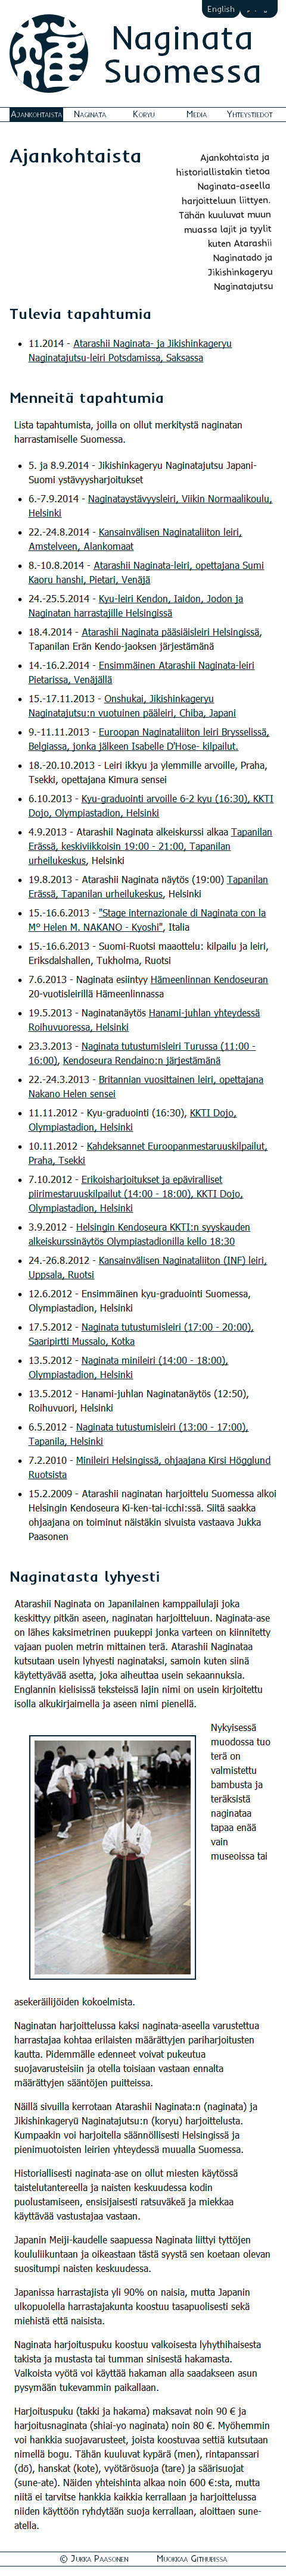 English
Naginata
Suomessa
Ajankohtaista Naginata Koryu Media Yhteystiedot
Ajankohtaista
Ajankohtaista ja
historiallistakin tietoa
Naginata-aseella
harjoitteluun liittyen.
Tähän kuuluvat muun
muassa lajit ja tyylit
kuten Atarashii
Naginatado ja
Jikishinkageryu
Naginatajutsu
Tulevia tapahtumia
11.2014 - Atarashii Naginata- ja Jikishinkageryu
Naginatajutsu-leiri Potsdamissa, Saksassa
Menneitä tapahtumia
Lista tapahtumista, joilla on ollut merkitystä naginatan
harrastamiselle Suomessa.
5. ja 8.9.2014 - Jikishinkageryu Naginatajutsu Japani-
Suomi ystävyysharjoitukset
6.-7.9.2014 - Naginataystävyysleiri, Viikin Normaalikoulu,
Helsinki
22.-24.8.2014 - Kansainvälisen Naginataliiton leiri,
Amstelveen, Alankomaat
8.-10.8.2014 - Atarashii Naginata-leiri, opettajana Sumi
Kaoru hanshi, Pietari, Venäjä
24.-25.5.2014 - Kyu-leiri Kendon, Iaidon, Jodon ja
Naginatan harrastajille Helsingissä
18.4.2014 - Atarashii Naginata pääsiäisleiri Helsingissä,
Tapanilan Erän Kendo-jaoksen järjestämänä
14.-16.2.2014 - Ensimmäinen Atarashii Naginata-leiri
Pietarissa, Venäjällä
15.-17.11.2013 - Onshukai, Jikishinkageryu
Naginatajutsu:n vuotuinen pääleiri, Chiba, Japani
9.-11.11.2013 - Euroopan Naginataliiton leiri Brysselissä,
Belgiassa, jonka jälkeen Isabelle D'Hose- kilpailut.
18.-20.10.2013 - Leiri ikkyu ja ylemmille arvoille, Praha,
Tsekki, opettajana Kimura sensei
6.10.2013 - Kyu-graduointi arvoille 6-2 kyu (16:30), KKTI
Dojo, Olympiastadion, Helsinki
4.9.2013 - Atarashii Naginata alkeiskurssi alkaa Tapanilan
Erässä, keskiviikkoisin 19:00 - 21:00, Tapanilan
urheilukeskus, Helsinki
19.8.2013 - Atarashii Naginata näytös (19:00) Tapanilan
Erässä, Tapanilan urheilukeskus, Helsinki
15.-16.6.2013 - "Stage internazionale di Naginata con la
M° Helen M. NAKANO - Kyoshi", Italia
15.-16.6.2013 - Suomi-Ruotsi maaottelu: kilpailu ja leiri,
Eriksdalshallen, Tukholma, Ruotsi
7.6.2013 - Naginata esiintyy Hämeenlinnan Kendoseuran
20-vuotisleirillä Hämeenlinnassa
19.5.2013 - Naginatanäytös Hanami-juhlan yhteydessä
Roihuvuoressa, Helsinki
23.3.2013 - Naginata tutustumisleiri Turussa (11:00 -
16:00), Kendoseura Rendaino:n järjestämänä
22.-24.3.2013 - Britannian vuosittainen leiri, opettajana
Nakano Helen sensei
11.11.2012 - Kyu-graduointi (16:30), KKTI Dojo,
Olympiastadion, Helsinki
10.11.2012 - Kahdeksannet Euroopanmestaruuskilpailut,
Praha, Tsekki
7.10.2012 - Erikoisharjoitukset ja epäviralliset
piirimestaruuskilpailut (14:00 - 18:00), KKTI Dojo,
Olympiastadion, Helsinki
3.9.2012 - Helsingin Kendoseura KKTI:n syyskauden
alkeiskurssinäytös Olympiastadionilla kello 18:30
24.-26.8.2012 - Kansainvälisen Naginataliiton (INF) leiri,
Uppsala, Ruotsi
12.6.2012 - Ensimmäinen kyu-graduointi Suomessa,
Olympiastadion, Helsinki
17.5.2012 - Naginata tutustumisleiri (17:00 - 20:00),
Saaripirtti Mussalo, Kotka
13.5.2012 - Naginata minileiri (14:00 - 18:00),
Olympiastadion, Helsinki
13.5.2012 - Hanami-juhlan Naginatanäytös (12:50),
Roihuvuori, Helsinki
6.5.2012 - Naginata tutustumisleiri (13:00 - 17:00),
Tapanila, Helsinki
7.2.2010 - Minileiri Helsingissä, ohjaajana Kirsi Högglund
Ruotsista
15.2.2009 - Atarashii naginatan harjoittelu Suomessa alkoi
Helsingin Kendoseura Ki-ken-tai-icchi:ssä. Siitä saakka
ohjaajana on toiminut näistäkin sivuista vastaava Jukka
Paasonen
Naginatasta lyhyesti
Atarashii Naginata on Japanilainen kamppailulaji joka
keskittyy pitkän aseen, naginatan harjoitteluun. Naginata-ase
on lähes kaksimetrinen puukeppi jonka varteen on kiinnitetty
vajaan puolen metrin mittainen terä. Atarashii Naginataa
kutsutaan usein lyhyesti naginataksi, samoin kuten siinä
käytettyävää asetta, joka aiheuttaa usein sekaannuksia.
Englannin kielisissä teksteissä lajin nimi on usein kirjoitettu
isolla alkukirjaimella ja aseen nimi pienellä.
Nykyisessä
muodossa tuo
terä on
valmistettu
bambusta ja
teräksistä
naginataa
tapaa enää
vain
museoissa tai
asekeräilijöiden kokoelmista.
Naginatan harjoittelussa kaksi naginata-aseella varustettua
harrastajaa kohtaa erilaisten määrättyjen pariharjoitusten
kautta. Pidemmälle edenneet voivat pukeutua
suojavarusteisiin ja otella toisiaan vastaan ennalta
määrättyjen sääntöjen puitteissa.
Näillä sivuilla kerrotaan Atarashii Naginata:n (naginata) ja
Jikishinkageryū Naginatajutsu:n (koryu) harjoittelusta.
Kumpaakin voi harjoitella säännöllisesti Helsingissä ja
pienimuotoisten leirien yhteydessä muualla Suomessa.
Historiallisesti naginata-ase on ollut miesten käytössä
taistelutantereella ja naisten keskuudessa kodin
puolustamiseen, ensisijaisesti ratsuväkeä ja miekkaa
käyttävää vastustajaa vastaan.
Japanin Meiji-kaudelle saapuessa Naginata liittyi tyttöjen
koululiikuntaan ja oikeastaan tästä syystä sen koetaan olevan
suositumpi naisten keskuudessa.
Japanissa harrastajista yli 90% on naisia, mutta Japanin
ulkopuolella harrastajakunta koostuu tasapuolisesti sekä
miehistä että naisista.
Naginata harjoituspuku koostuu valkoisesta lyhythihaisesta
takista ja mustasta tai tumman sinisestä hakamasta.
Valkoista vyötä voi käyttää hakaman alla saadakseen asun
pysymään tukevammin paikallaan.
Harjoituspuku (takki ja hakama) maksavat noin 90 € ja
harjoitusnaginata (shiai-yo naginata) noin 80 €. Myöhemmin
voi hankkia suojavarusteet, joista koostuvaa settiä kutsutaan
nimellä bogu. Tähän kuuluvat kypärä (men), rintapanssari
(dō), hanskat (kote), vyötärösuoja (tare) ja säärisuojat
(sune-ate). Näiden yhteishinta alkaa noin 600 €:sta, mutta
niitä ei tarvitse hankkia kaikkia kerrallaan ja harjoitellussa
niiden käyttöön ryhdytään suoja kerrallaan, aloittaen sune-
atella.
© Jukka Paasonen Muokkaa Githubissa